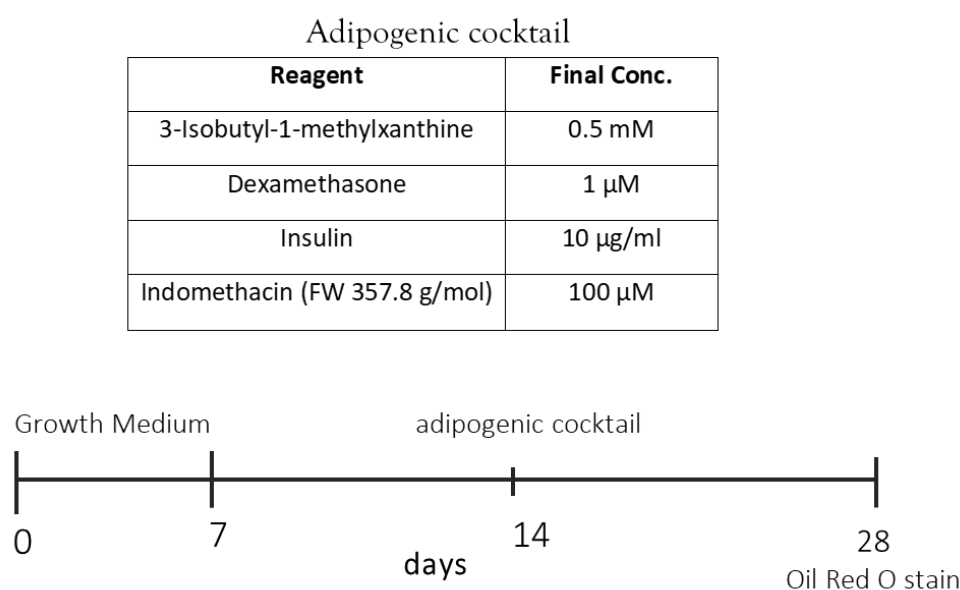 Adipogenic cocktail
Reagent Final Conc.
3-Isobutyl-1-methylxanthine 0.5 mM
Dexamethasone 1 µM
Insulin 10 µg/ml
Indomethacin (FW 357.8 g/mol) 100 µM
Growth Medium adipogenic cocktail
0 7 14 28
days
Oil Red O stain